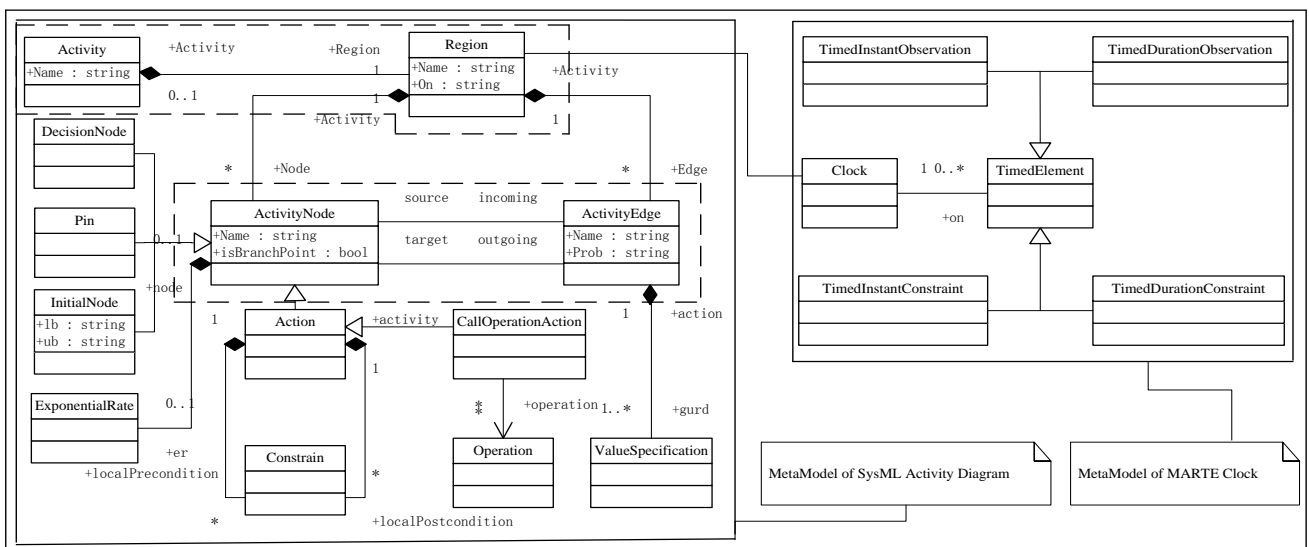 Activity
+Name : string
+Activity
0..1
+Region
1
Region
+Name : string
+On : string
1
+Activity
+Activity
1
DecisionNode
*
+Node
*
+Edge
Pin
0..1
ActivityNode
+Name : string
+isBranchPoint : bool
source incoming
target outgoing
ActivityEdge
+Name : string
+Prob : string
InitialNode
+lb : string
+ub : string
+node
1
Action
+activity
1
CallOperationAction
1
+action
ExponentialRate
0..1
+er
+localPrecondition
*
Constrain
*
+localPostcondition
*
*
+operation
1..*
+gurd
Operation
ValueSpecification
TimedInstantObservation
TimedDurationObservation
Clock
1 0..*
+on
TimedElement
TimedInstantConstraint
TimedDurationConstraint
MetaModel of SysML Activity Diagram
MetaModel of MARTE Clock